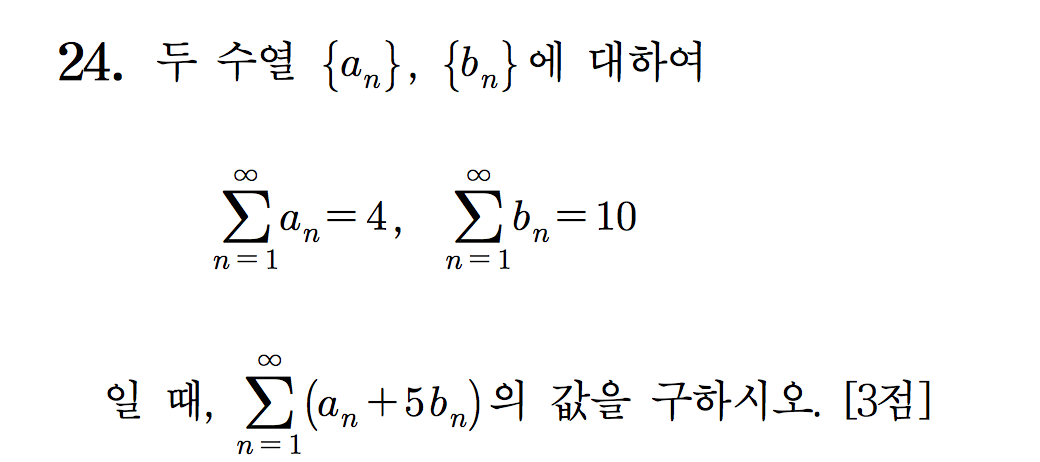 24. 두 수열 {aₙ}, {bₙ}에 대하여
∑_{n=1}^{∞} aₙ = 4, ∑_{n=1}^{∞} bₙ = 10
일 때, ∑_{n=1}^{∞} (aₙ + 5bₙ)의 값을 구하시오. [3점]